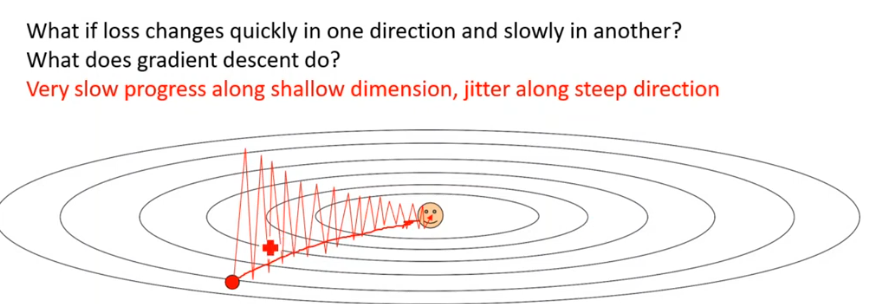 What if loss changes quickly in one direction and slowly in another?
What does gradient descent do?
Very slow progress along shallow dimension, jitter along steep direction